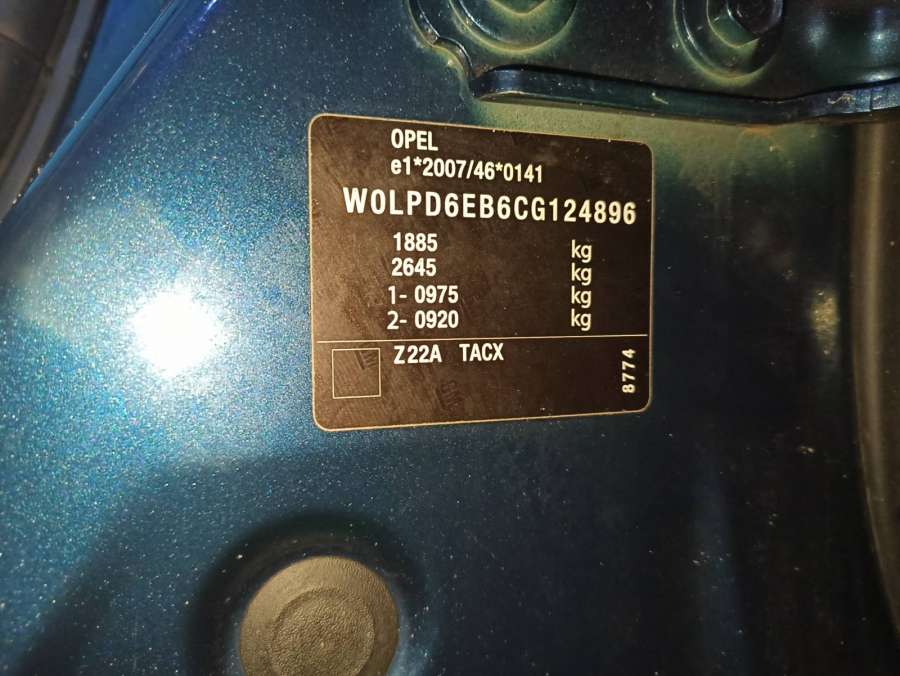 OPEL
e1*2007/46*0141
W0LPD6EB6CG124896
1885 kg
2645 kg
1- 0975 kg
2- 0920 kg
Z22A TACX
8774